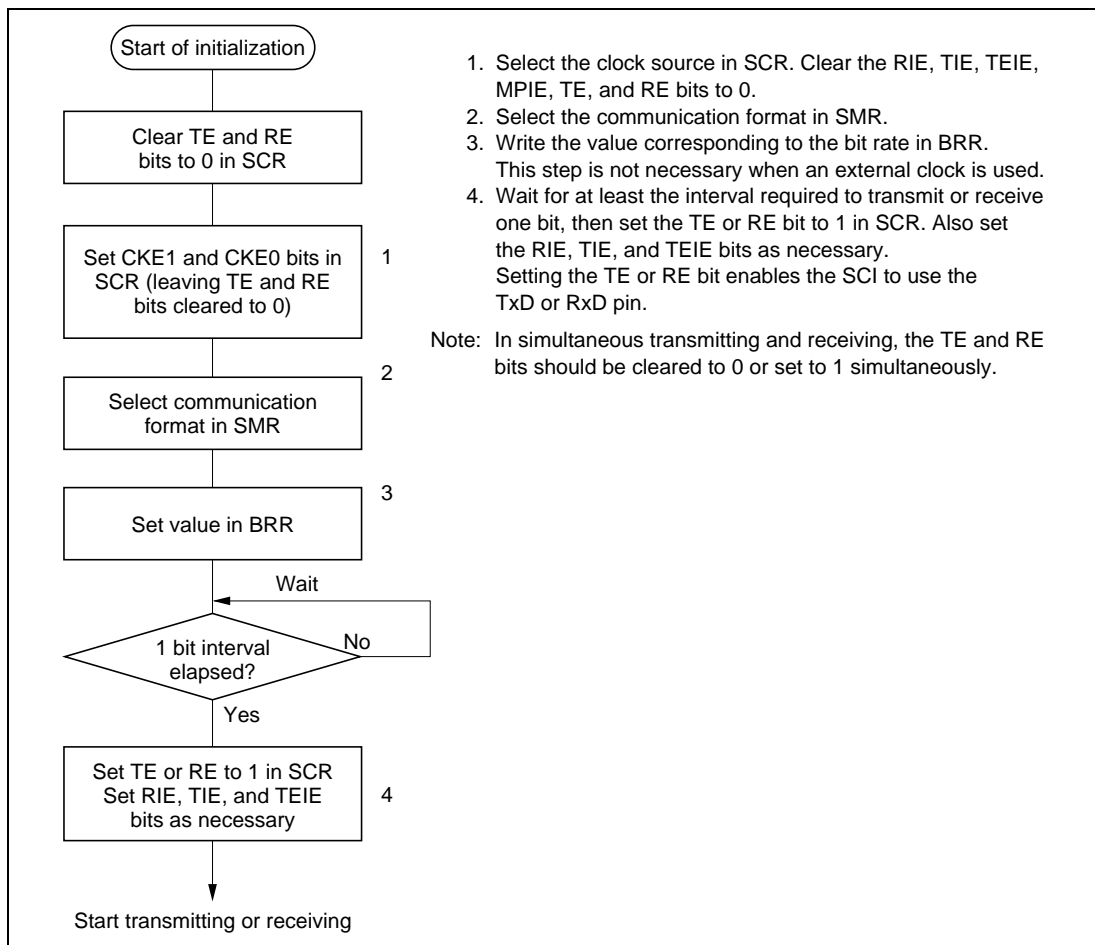 Start of initialization
Clear TE and RE
bits to 0 in SCR
Set CKE1 and CKE0 bits in
SCR (leaving TE and RE
bits cleared to 0)
1
Select communication
format in SMR
2
Set value in BRR
3
Wait
1 bit interval
elapsed?
No
Yes
Set TE or RE to 1 in SCR
Set RIE, TIE, and TEIE
bits as necessary
4
Start transmitting or receiving
1. Select the clock source in SCR. Clear the RIE, TIE, TEIE,
MPIE, TE, and RE bits to 0.
2. Select the communication format in SMR.
3. Write the value corresponding to the bit rate in BRR.
This step is not necessary when an external clock is used.
4. Wait for at least the interval required to transmit or receive
one bit, then set the TE or RE bit to 1 in SCR. Also set
the RIE, TIE, and TEIE bits as necessary.
Setting the TE or RE bit enables the SCI to use the
TxD or RxD pin.
Note: In simultaneous transmitting and receiving, the TE and RE
bits should be cleared to 0 or set to 1 simultaneously.